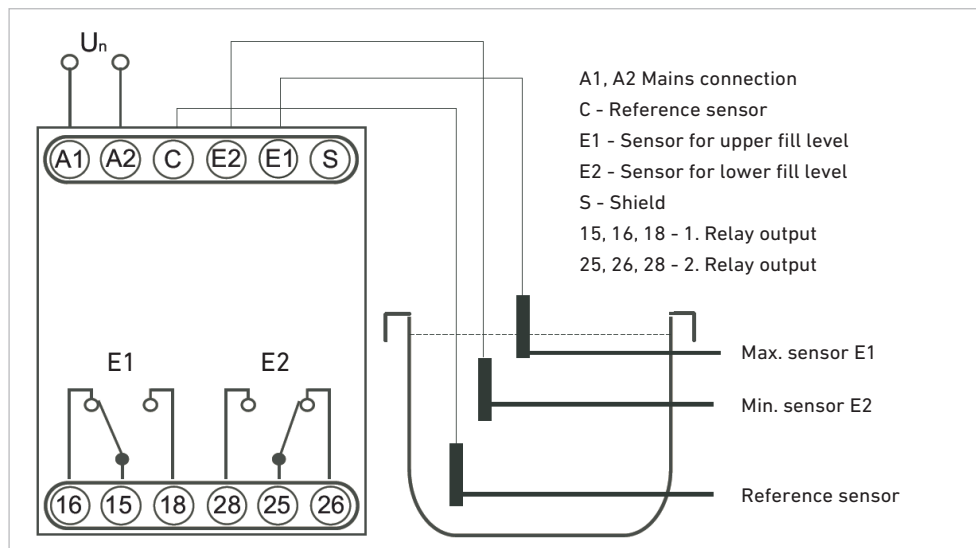 Un
A1 A2 C E2 E1 S
A1, A2 Mains connection
C - Reference sensor
E1 - Sensor for upper fill level
E2 - Sensor for lower fill level
S - Shield
15, 16, 18 - 1. Relay output
25, 26, 28 - 2. Relay output
E1 E2
16 15 18 28 25 26
Max. sensor E1
Min. sensor E2
Reference sensor